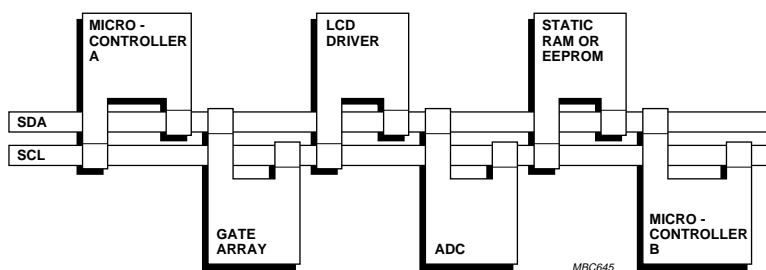 MICRO -
CONTROLLER
A
LCD
DRIVER
STATIC
RAM OR
EEPROM
SDA
SCL
GATE
ARRAY
ADC
MICRO -
CONTROLLER
B
MBC645